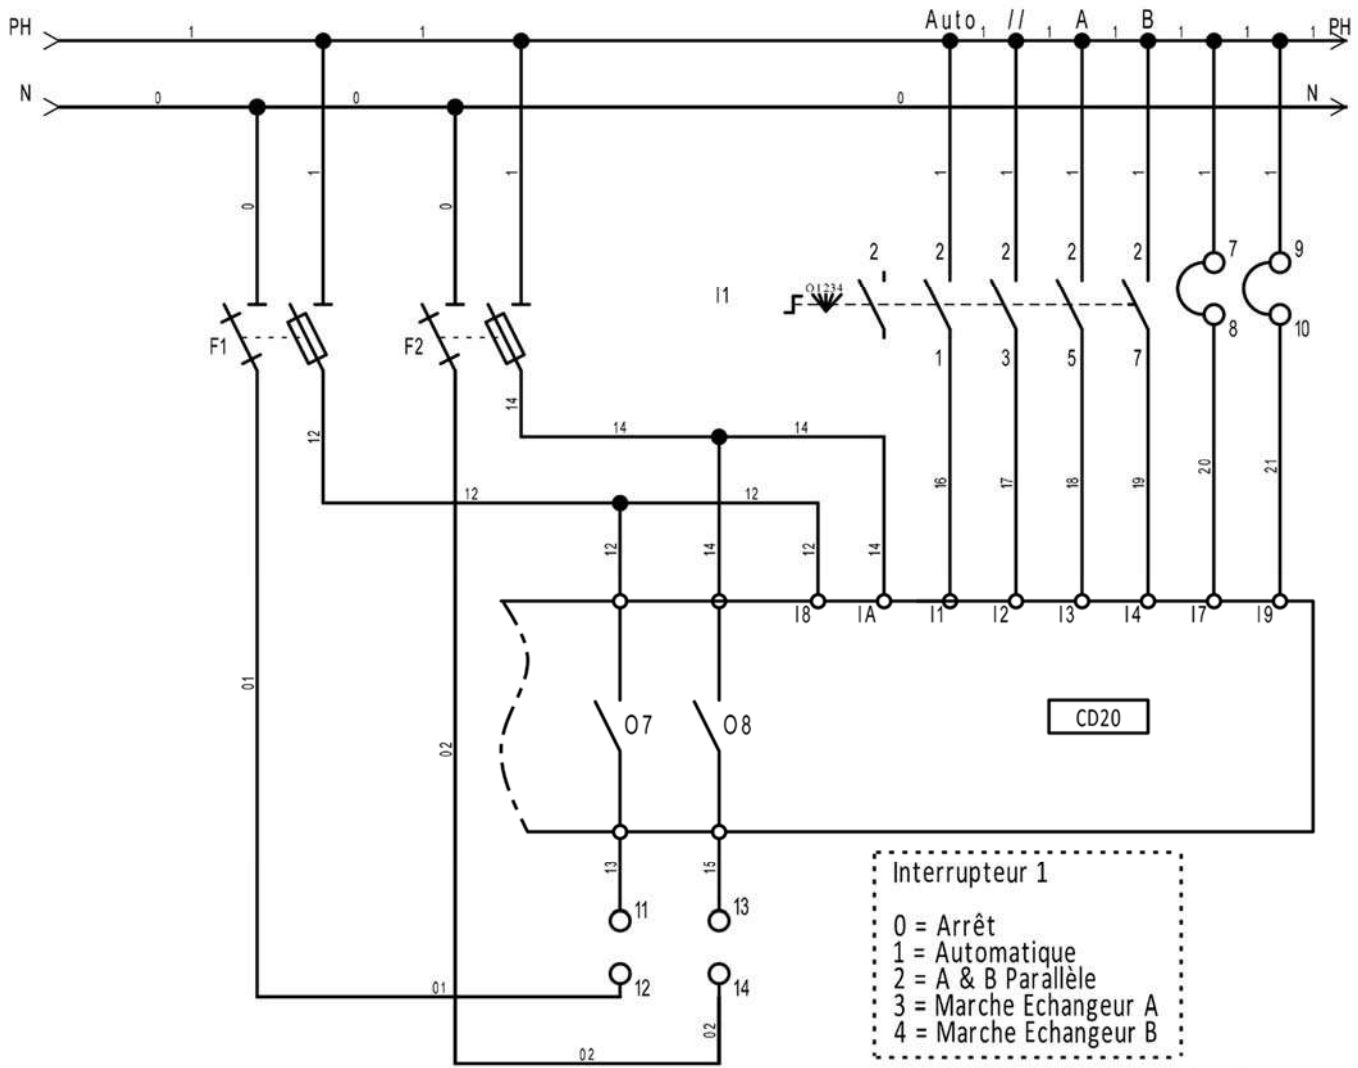 Auto // A B
PH 1 1 1 1 1 1 1 1 PH
N 0 0 0 N
1 1 1 1 1 1 1 1
0 0
2 2 2 2 2 7 9
I1 01234
F1 F2 8 10
1 3 5 7
14
12 14 14
16 17 18 19 20 21
12 12
12 14 12 14
I8 IA I1 I2 I3 I4 I7 I9
01
O7 O8 CD20
02
13 15
11 13
12 14
01
02
02
Interrupteur 1
0 = Arrêt
1 = Automatique
2 = A & B Parallèle
3 = Marche Echangeur A
4 = Marche Echangeur B